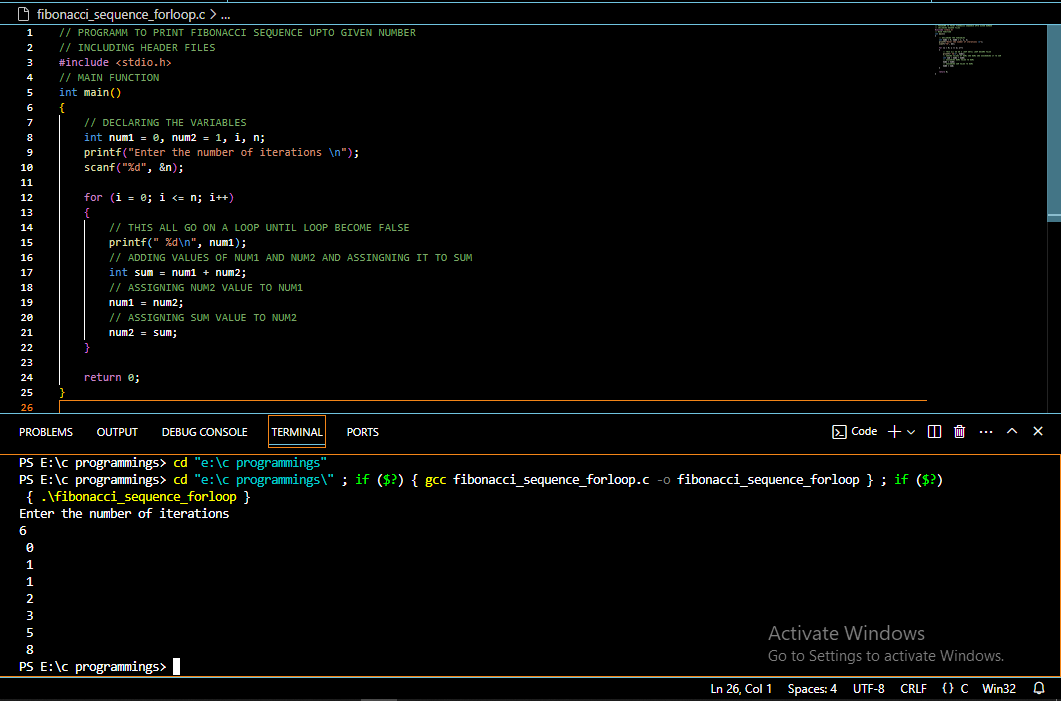 fibonacci_sequence_forloop.c > ...
1 // PROGRAMM TO PRINT FIBONACCI SEQUENCE UPTO GIVEN NUMBER
2 // INCLUDING HEADER FILES
3 #include <stdio.h>
4 // MAIN FUNCTION
5 int main()
6 {
7 // DECLARING THE VARIABLES
8 int num1 = 0, num2 = 1, i, n;
9 printf("Enter the number of iterations \n");
10 scanf("%d", &n);
11
12 for (i = 0; i <= n; i++)
13 {
14 // THIS ALL GO ON A LOOP UNTIL LOOP BECOME FALSE
15 printf(" %d\n", num1);
16 // ADDING VALUES OF NUM1 AND NUM2 AND ASSINGNING IT TO SUM
17 int sum = num1 + num2;
18 // ASSIGNING NUM2 VALUE TO NUM1
19 num1 = num2;
20 // ASSIGNING SUM VALUE TO NUM2
21 num2 = sum;
22 }
23
24 return 0;
25 }
26
PROBLEMS OUTPUT DEBUG CONSOLE TERMINAL PORTS Code
PS E:\c programmings> cd "e:\c programmings"
PS E:\c programmings> cd "e:\c programmings\" ; if ($?) { gcc fibonacci_sequence_forloop.c -o fibonacci_sequence_forloop } ; if ($?)
{ .\fibonacci_sequence_forloop }
Enter the number of iterations
6
0
1
1
2
3
5
8
PS E:\c programmings>
Activate Windows
Go to Settings to activate Windows.
Ln 26, Col 1 Spaces: 4 UTF-8 CRLF {} C Win32